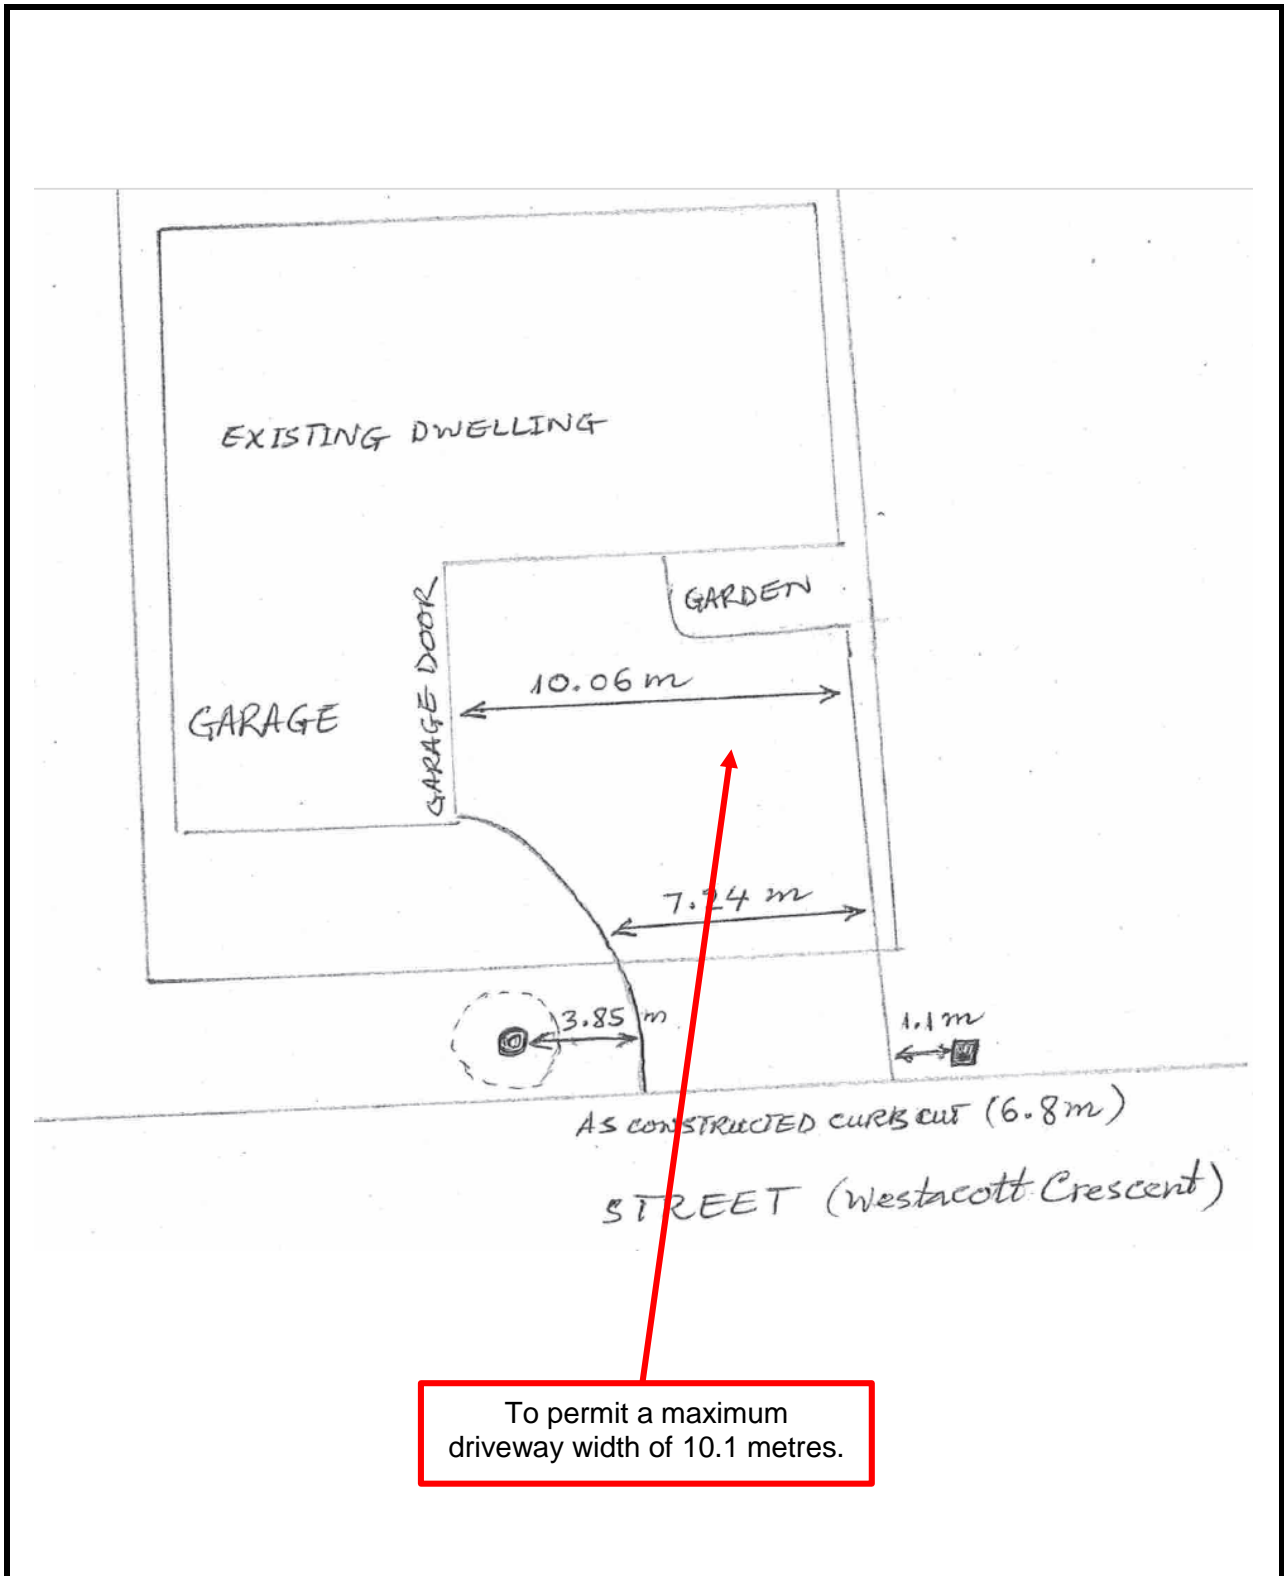 EXISTING DWELLING
GARDEN
GARAGE DOOR
10.06 m
GARAGE
7.24 m
3.85 m
1.1m
AS CONSTRUCTED CURB CUT (6.8m)
STREET (Westacott Crescent)
To permit a maximum
driveway width of 10.1 metres.